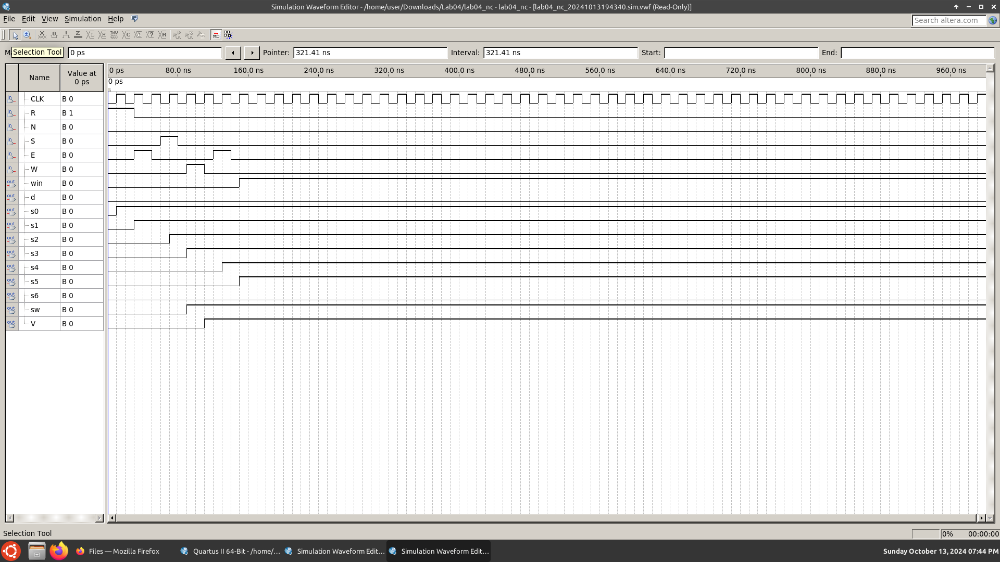 Simulation Waveform Editor - /home/user/Downloads/Lab04/lab04_nc - lab04_nc - [lab04_nc_20241013194340.sim.vwf (Read-Only)]
File Edit View Simulation Help
Search altera.com
Selection Tool
0 ps
Pointer: 321.41 ns
Interval: 321.41 ns
Start:
End:
Name
Value at
0 ps
0 ps 80.0 ns 160.0 ns 240.0 ns 320.0 ns 400.0 ns 480.0 ns 560.0 ns 640.0 ns 720.0 ns 800.0 ns 880.0 ns 960.0 ns
0 ps
in CLK B 0
in R B 1
in N B 0
in S B 0
in E B 0
in W B 0
out win B 0
out d B 0
out s0 B 0
out s1 B 0
out s2 B 0
out s3 B 0
out s4 B 0
out s5 B 0
out s6 B 0
out sw B 0
out V B 0
Selection Tool
0% 00:00:00
Files — Mozilla Firefox
Quartus II 64-Bit - /home/...
Simulation Waveform Edit...
Simulation Waveform Edit...
Sunday October 13, 2024 07:44 PM